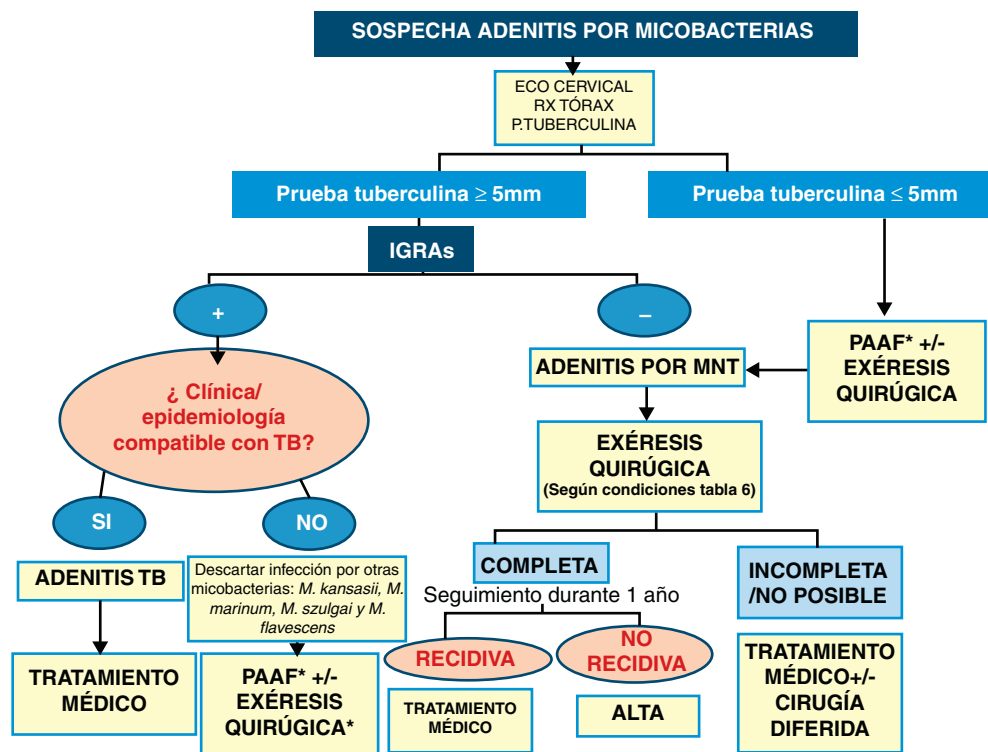 SOSPECHA ADENITIS POR MICOBACTERIAS
ECO CERVICAL
RX TÓRAX
P.TUBERCULINA
Prueba tuberculina ≥ 5mm
Prueba tuberculina ≤ 5mm
IGRAs
+
–
¿ Clínica/
epidemiología
compatible con TB?
ADENITIS POR MNT
PAAF* +/-
EXÉRESIS
QUIRÚGICA
EXÉRESIS
QUIRÚGICA
(Según condiciones tabla 6)
SI
NO
ADENITIS TB
Descartar infección por otras
micobacterias: M. kansasii, M.
marinum, M. szulgai y M.
flavescens
COMPLETA
Seguimiento durante 1 año
INCOMPLETA
/NO POSIBLE
RECIDIVA
NO
RECIDIVA
TRATAMIENTO
MÉDICO
PAAF* +/-
EXÉRESIS
QUIRÚGICA*
TRATAMIENTO
MÉDICO
ALTA
TRATAMIENTO
MÉDICO+/-
CIRUGÍA
DIFERIDA